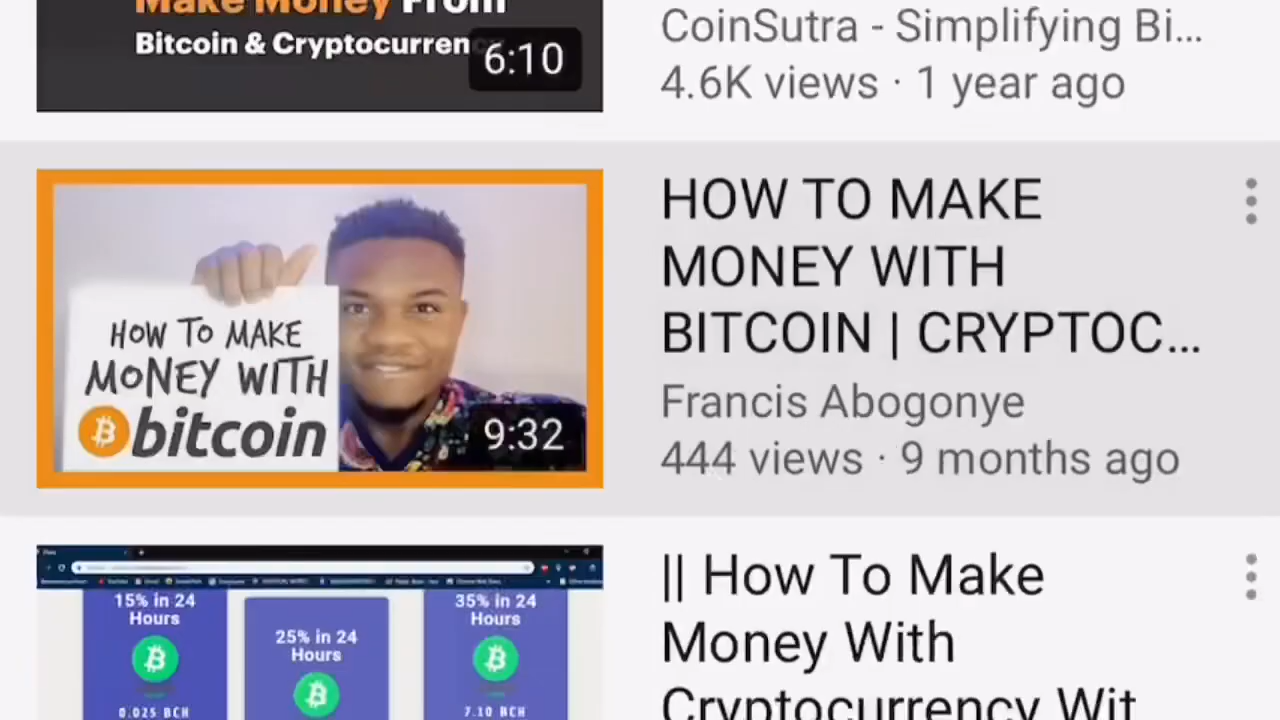 Make Money From
Bitcoin & Cryptocurrenc
6:10
CoinSutra - Simplifying Bi...
4.6K views · 1 year ago
HOW TO MAKE
MONEY WITH
bitcoin
9:32
HOW TO MAKE
MONEY WITH
BITCOIN | CRYPTOC...
Francis Abogonye
444 views · 9 months ago
15% in 24
Hours
0.025 BCH
25% in 24
Hours
35% in 24
Hours
7.10 BCH
|| How To Make
Money With
Cryptocurrency Wit